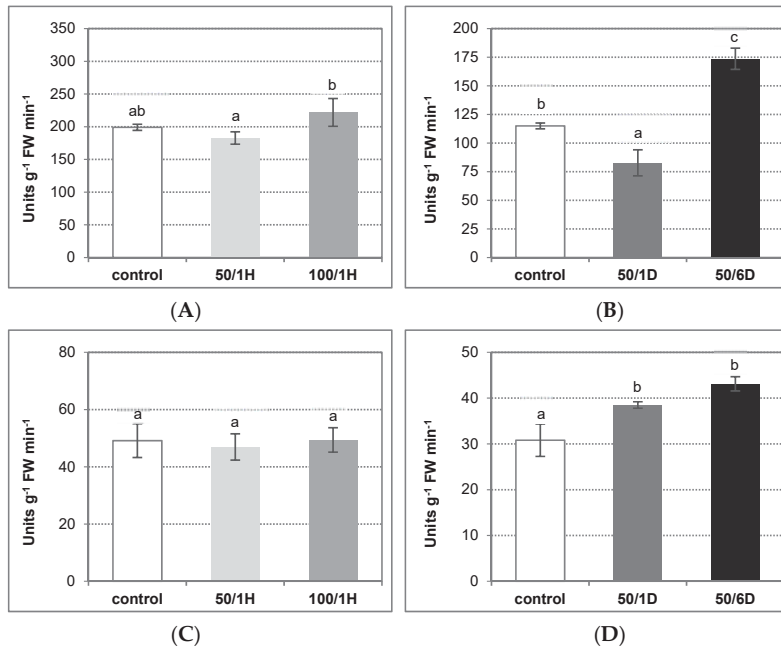 350
300
250
200
150
100
50
0
Units g⁻¹ FW min⁻¹
ab
a
b
control 50/1H 100/1H
(A)
200
175
150
125
100
75
50
25
0
Units g⁻¹ FW min⁻¹
b
a
c
control 50/1D 50/6D
(B)
80
60
40
20
0
Units g⁻¹ FW min⁻¹
a
a
a
control 50/1H 100/1H
(C)
50
40
30
20
10
0
Units g⁻¹ FW min⁻¹
a
b
b
control 50/1D 50/6D
(D)